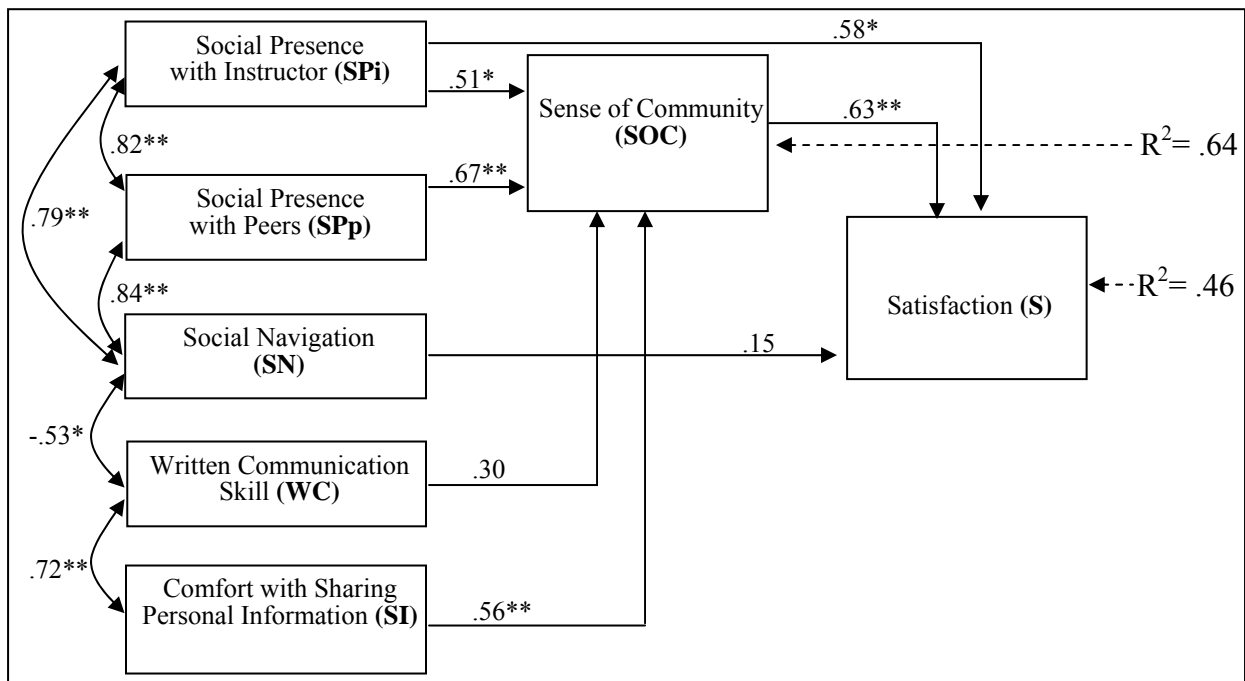 Social Presence
with Instructor (SPi)
.58*
.51*
Sense of Community
(SOC)
.63**
R²= .64
.82**
.79**
Social Presence
with Peers (SPp)
.67**
.84**
Satisfaction (S)
R²= .46
Social Navigation
(SN)
.15
-.53*
Written Communication
Skill (WC)
.30
.72**
Comfort with Sharing
Personal Information (SI)
.56**